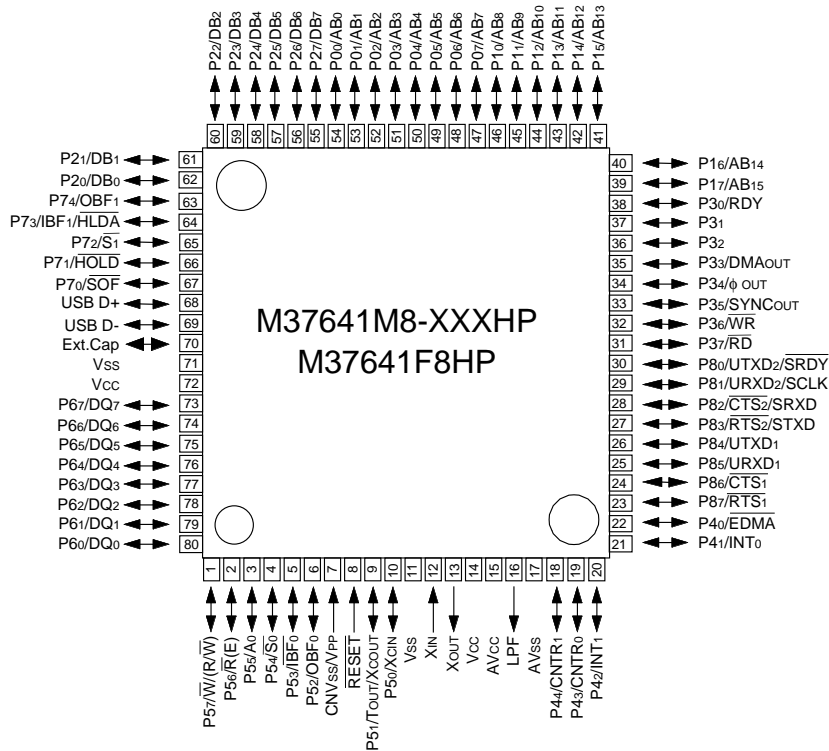 P22/DB2
P23/DB3
P24/DB4
P25/DB5
P26/DB6
P27/DB7
P00/AB0
P01/AB1
P02/AB2
P03/AB3
P04/AB4
P05/AB5
P06/AB6
P07/AB7
P10/AB8
P11/AB9
P12/AB10
P13/AB11
P14/AB12
P15/AB13
60 59 58 57 56 55 54 53 52 51 50 49 48 47 46 45 44 43 42 41
P21/DB1 61
P20/DB0 62
P74/OBF1 63
P73/IBF1/HLDA 64
P72/S1 65
P71/HOLD 66
P70/SOF 67
USB D+ 68
USB D- 69
Ext.Cap 70
Vss 71
Vcc 72
P67/DQ7 73
P66/DQ6 74
P65/DQ5 75
P64/DQ4 76
P63/DQ3 77
P62/DQ2 78
P61/DQ1 79
P60/DQ0 80
M37641M8-XXXHP
M37641F8HP
40 P16/AB14
39 P17/AB15
38 P30/RDY
37 P31
36 P32
35 P33/DMAOUT
34 P34/ϕ OUT
33 P35/SYNCOUT
32 P36/WR
31 P37/RD
30 P80/UTXD2/SRDY
29 P81/URXD2/SCLK
28 P82/CTS2/SRXD
27 P83/RTS2/STXD
26 P84/UTXD1
25 P85/URXD1
24 P86/CTS1
23 P87/RTS1
22 P40/EDMA
21 P41/INT0
1 2 3 4 5 6 7 8 9 10 11 12 13 14 15 16 17 18 19 20
P57/W/(R/W)
P56/R(E)
P55/A0
P54/S0
P53/IBF0
P52/OBF0
CNVss/VPP
RESET
P51/TOUT/XCOUT
P50/XCIN
Vss
XIN
XOUT
VCC
AVCC
LPF
AVss
P44/CNTR1
P43/CNTR0
P42/INT1